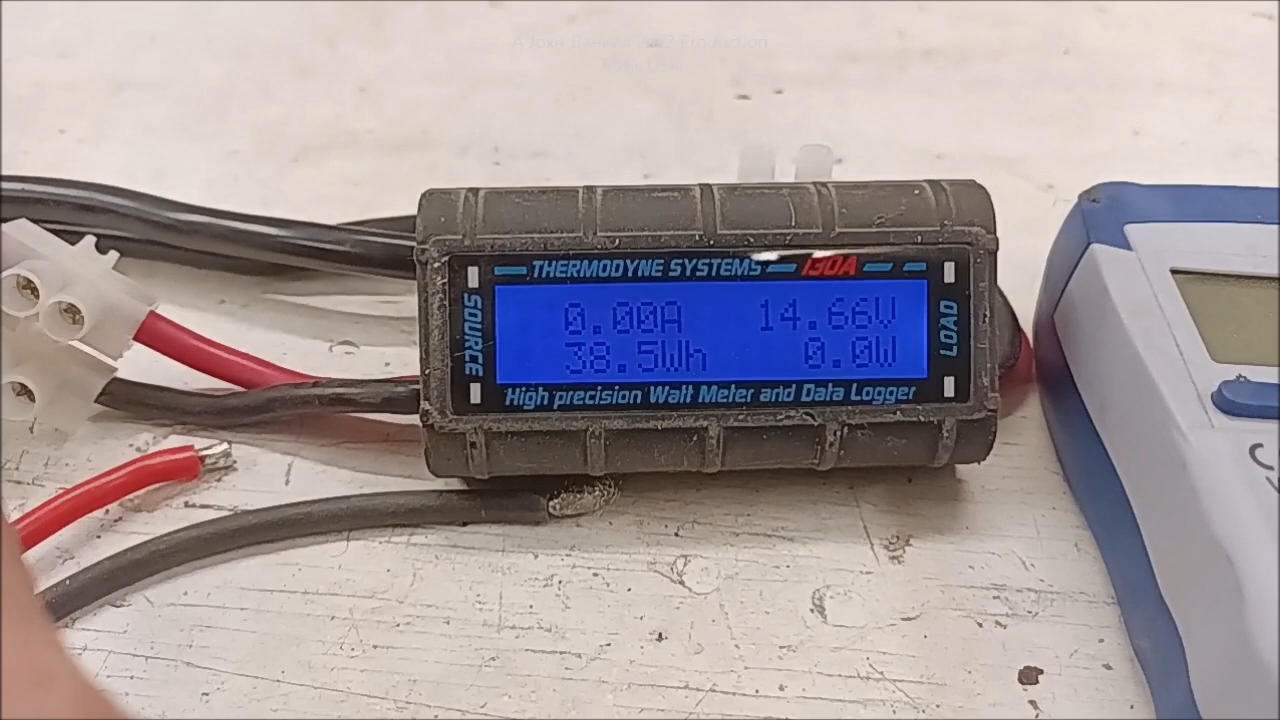 THERMODYNE SYSTEMS 130A
SOURCE
0.00A 14.66V
38.5Wh 0.0W
LOAD
High precision Watt Meter and Data Logger